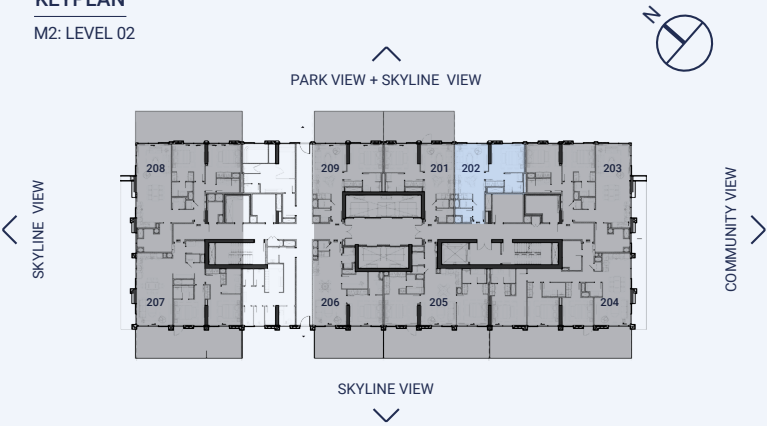 KEYPLAN
M2: LEVEL 02
N
PARK VIEW + SKYLINE VIEW
208
209
201
202
203
SKYLINE VIEW
COMMUNITY VIEW
207
206
205
204
SKYLINE VIEW